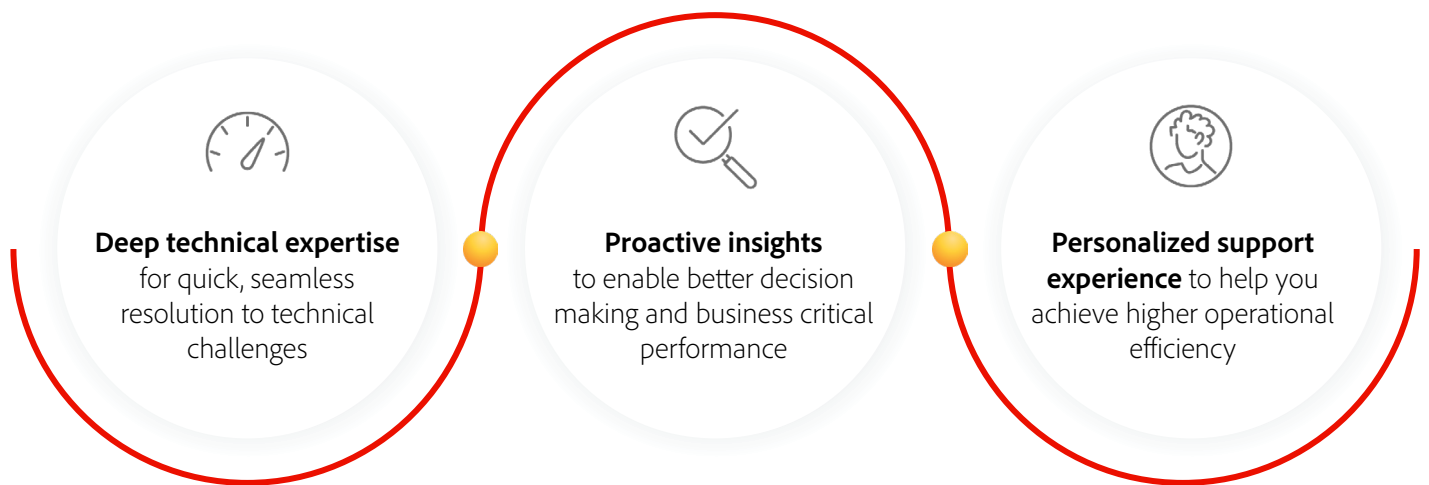 Deep technical expertise
for quick, seamless
resolution to technical
challenges
Proactive insights
to enable better decision
making and business critical
performance
Personalized support
experience to help you
achieve higher operational
efficiency